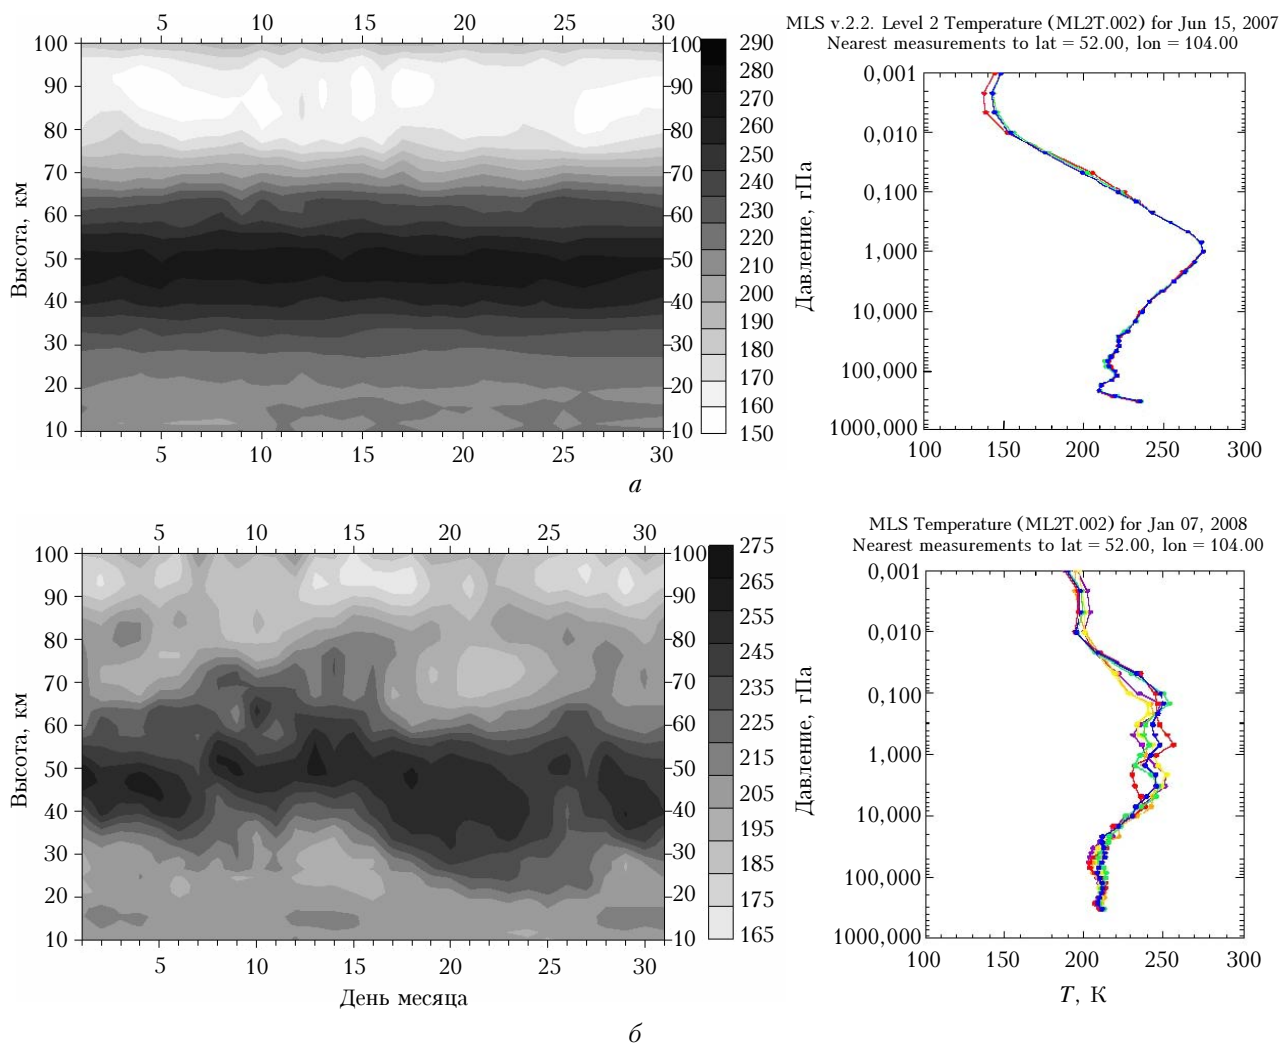 5 10 15 20 25 30
100 90 80 70 60 50 40 30 20 10
Высота, км
100 90 80 70 60 50 40 30 20 10
5 10 15 20 25 30
290 280 270 260 250 240 230 220 210 200 190 180 170 160 150
MLS v.2.2. Level 2 Temperature (ML2T.002) for Jun 15, 2007
Nearest measurements to lat = 52.00, lon = 104.00
0,001
0,010
0,100
1,000
10,000
100,000
1000,000
Давление, гПа
100 150 200 250 300
а
5 10 15 20 25 30
100 90 80 70 60 50 40 30 20 10
Высота, км
100 90 80 70 60 50 40 30 20 10
5 10 15 20 25 30
День месяца
275 265 255 245 235 225 215 205 195 185 175 165
MLS Temperature (ML2T.002) for Jan 07, 2008
Nearest measurements to lat = 52.00, lon = 104.00
0,001
0,010
0,100
1,000
10,000
100,000
1000,000
Давление, гПа
100 150 200 250 300
T, К
б